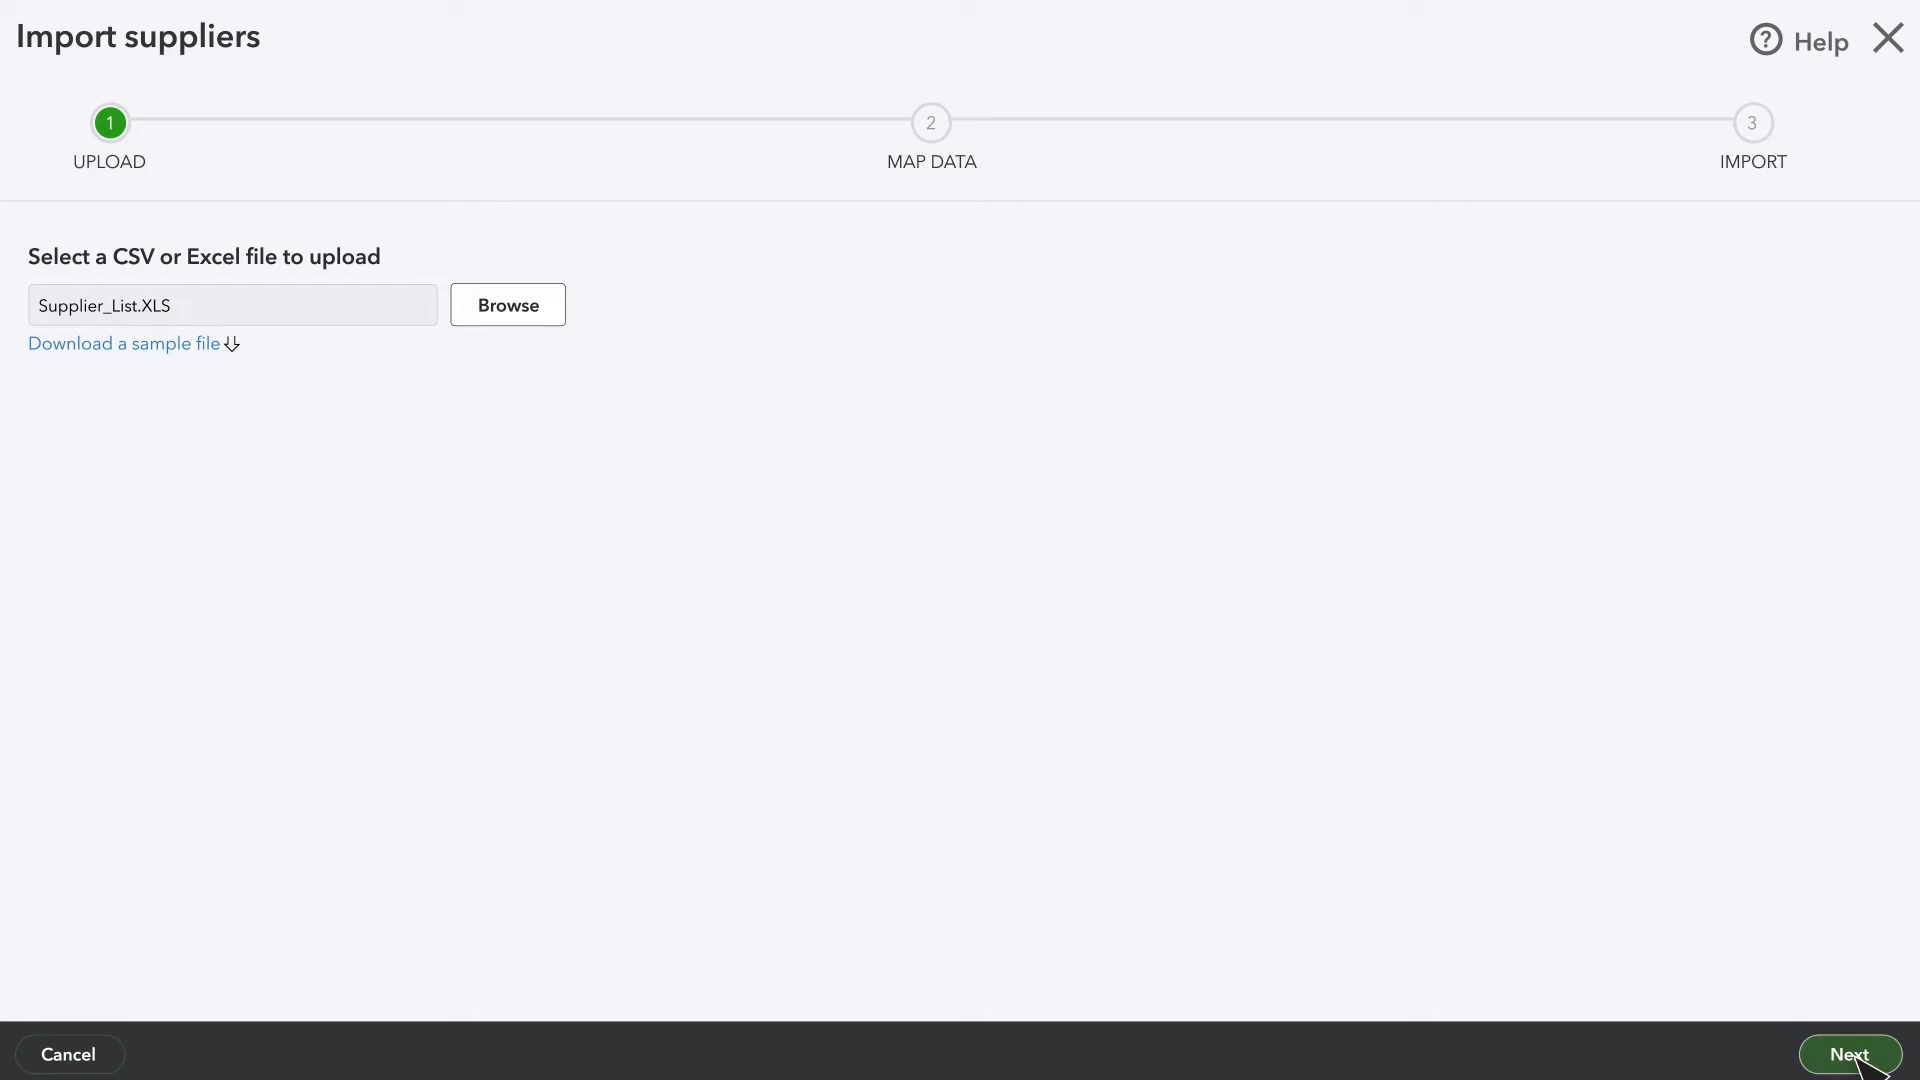 Import suppliers
Help
1
2
3
UPLOAD
MAP DATA
IMPORT
Select a CSV or Excel file to upload
Supplier_List.XLS
Browse
Download a sample file
Cancel
Next